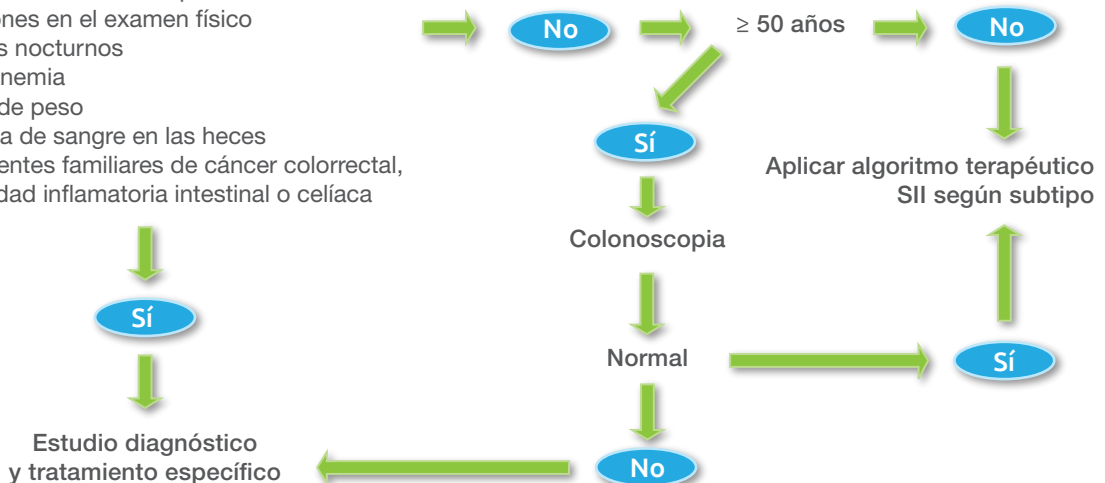 ones en el examen físico
s nocturnos
nemia
de peso
a de sangre en las heces
entes familiares de cáncer colorrectal,
dad inflamatoria intestinal o celíaca
No
≥ 50 años
No
Sí
Aplicar algoritmo terapéutico
SII según subtipo
Colonoscopia
Sí
Normal
Sí
Estudio diagnóstico
y tratamiento específico
No